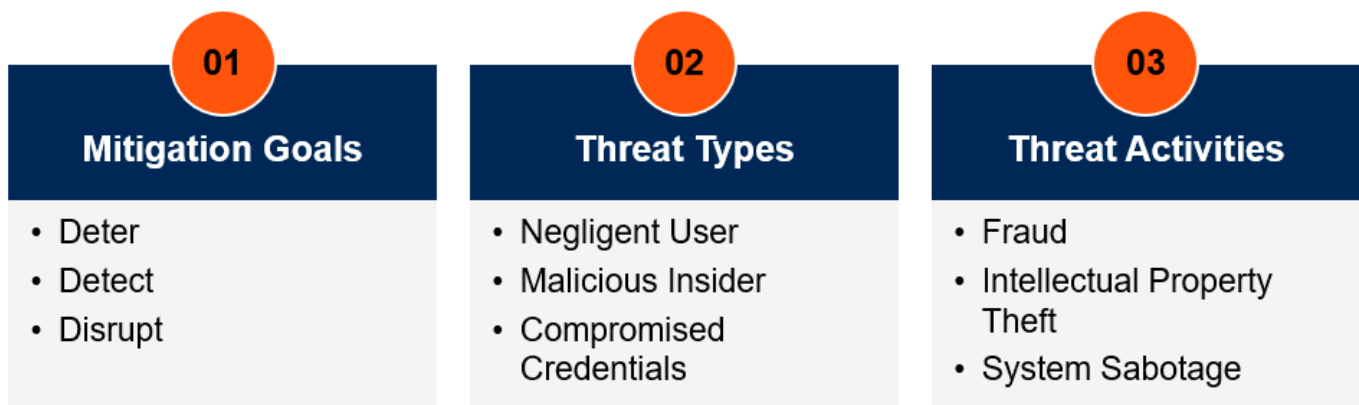 01
Mitigation Goals
• Deter
• Detect
• Disrupt
02
Threat Types
• Negligent User
• Malicious Insider
• Compromised
Credentials
03
Threat Activities
• Fraud
• Intellectual Property
Theft
• System Sabotage